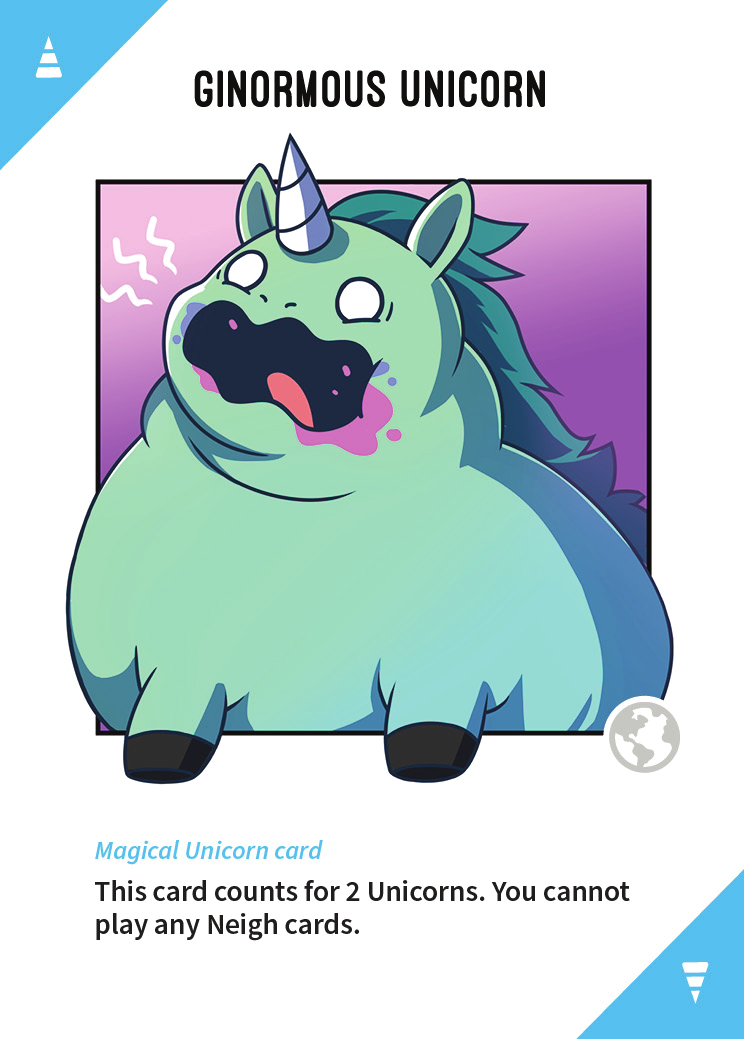 GINORMOUS UNICORN
Magical Unicorn card
This card counts for 2 Unicorns. You cannot
play any Neigh cards.